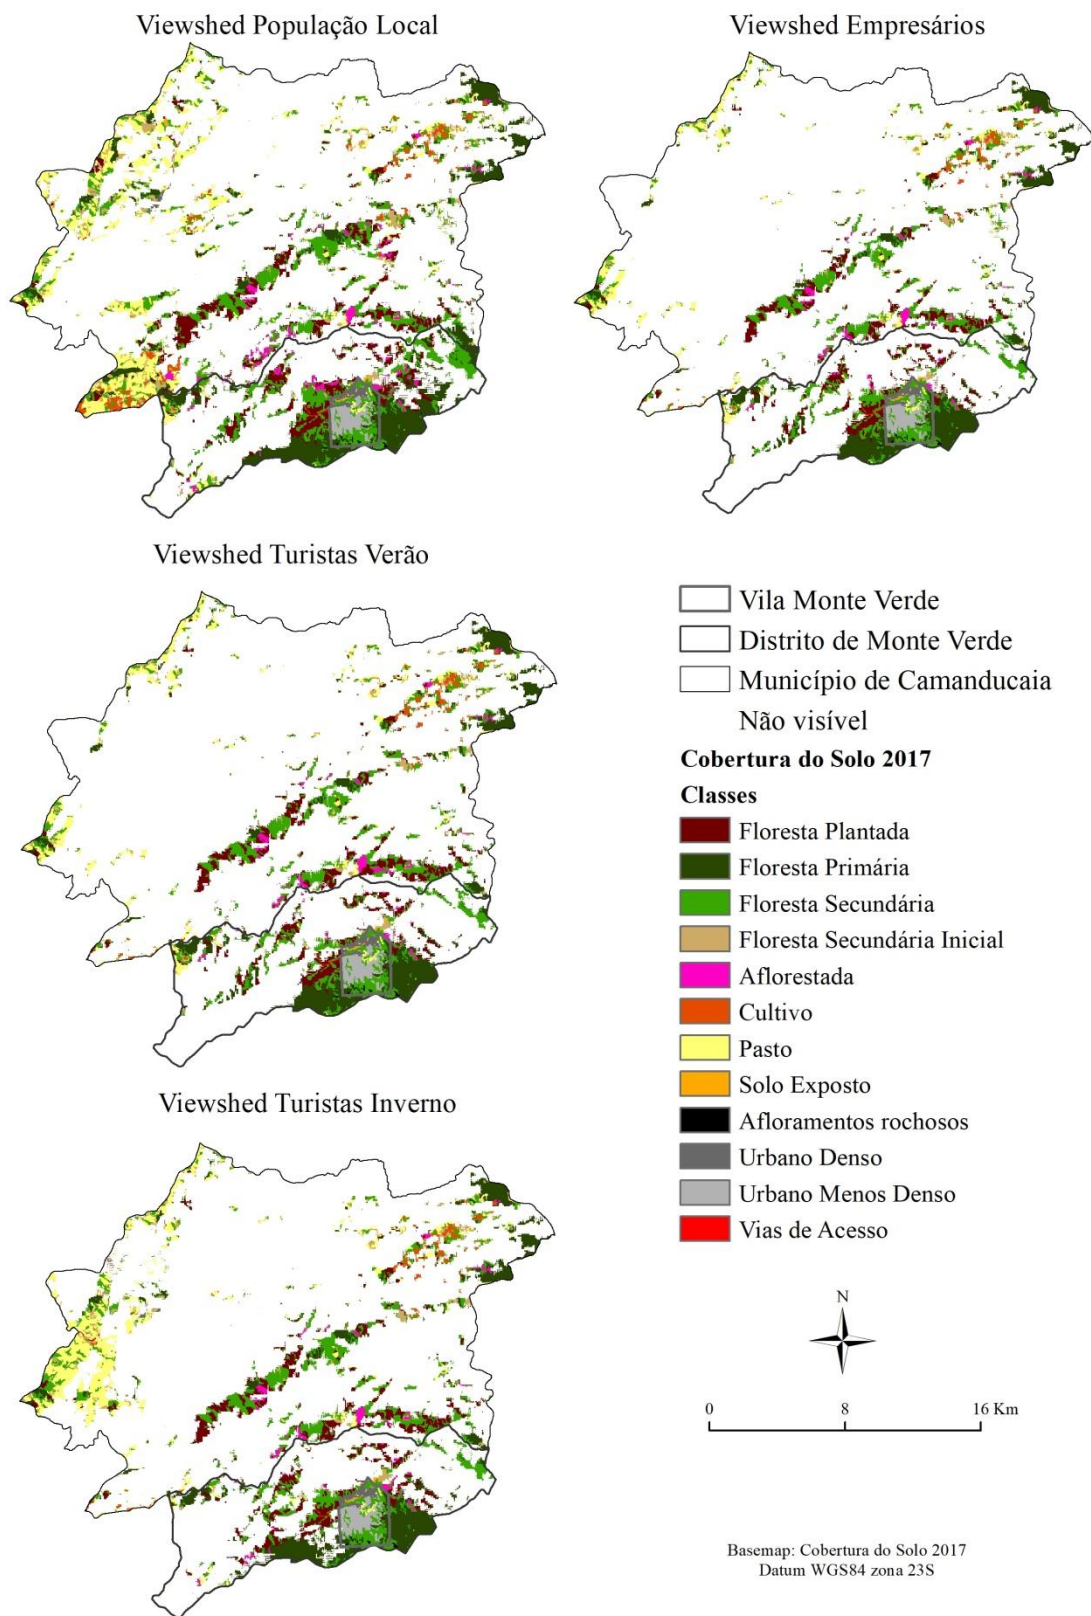 Viewshed População Local
Viewshed Empresários
Viewshed Turistas Verão
Vila Monte Verde
Distrito de Monte Verde
Município de Camanducaia
Não visível
Cobertura do Solo 2017
Classes
Floresta Plantada
Floresta Primária
Floresta Secundária
Floresta Secundária Inicial
Aflorestada
Cultivo
Pasto
Solo Exposto
Afloramentos rochosos
Urbano Denso
Urbano Menos Denso
Vias de Acesso
Viewshed Turistas Inverno
N
0 8 16 Km
Basemap: Cobertura do Solo 2017
Datum WGS84 zona 23S